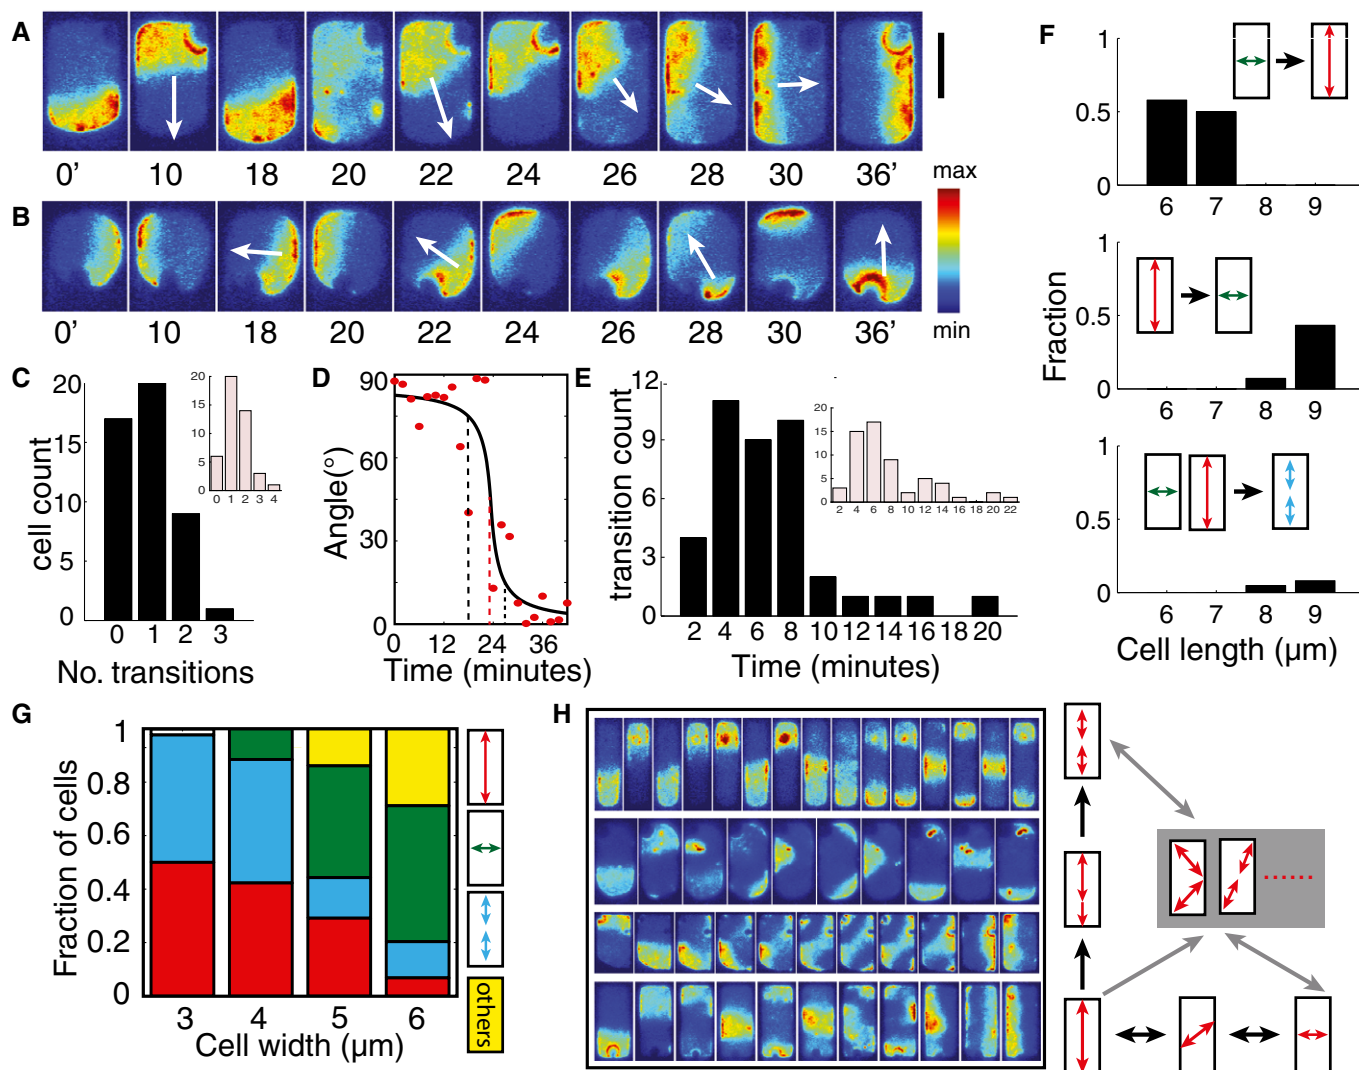 A
0' 10 18 20 22 24 26 28 30 36'
max
min
B
0' 10 18 20 22 24 26 28 30 36'
C
cell count
20
15
10
5
0
0 1 2 3
No. transitions
20
15
10
5
0
0 1 2 3 4
D
Angle(°)
90
60
30
0
0 12 24 36
Time (minutes)
E
transition count
12
9
6
3
0
2 4 6 8 10 12 14 16 18 20
Time (minutes)
20
15
10
5
0
2 4 6 8 10 12 14 16 18 20 22
F
Fraction
1
0.5
0
6 7 8 9
1
0.5
0
6 7 8 9
1
0.5
0
6 7 8 9
Cell length (µm)
G
Fraction of cells
1
0.8
0.6
0.4
0.2
0
3 4 5 6
Cell width (µm)
others
H